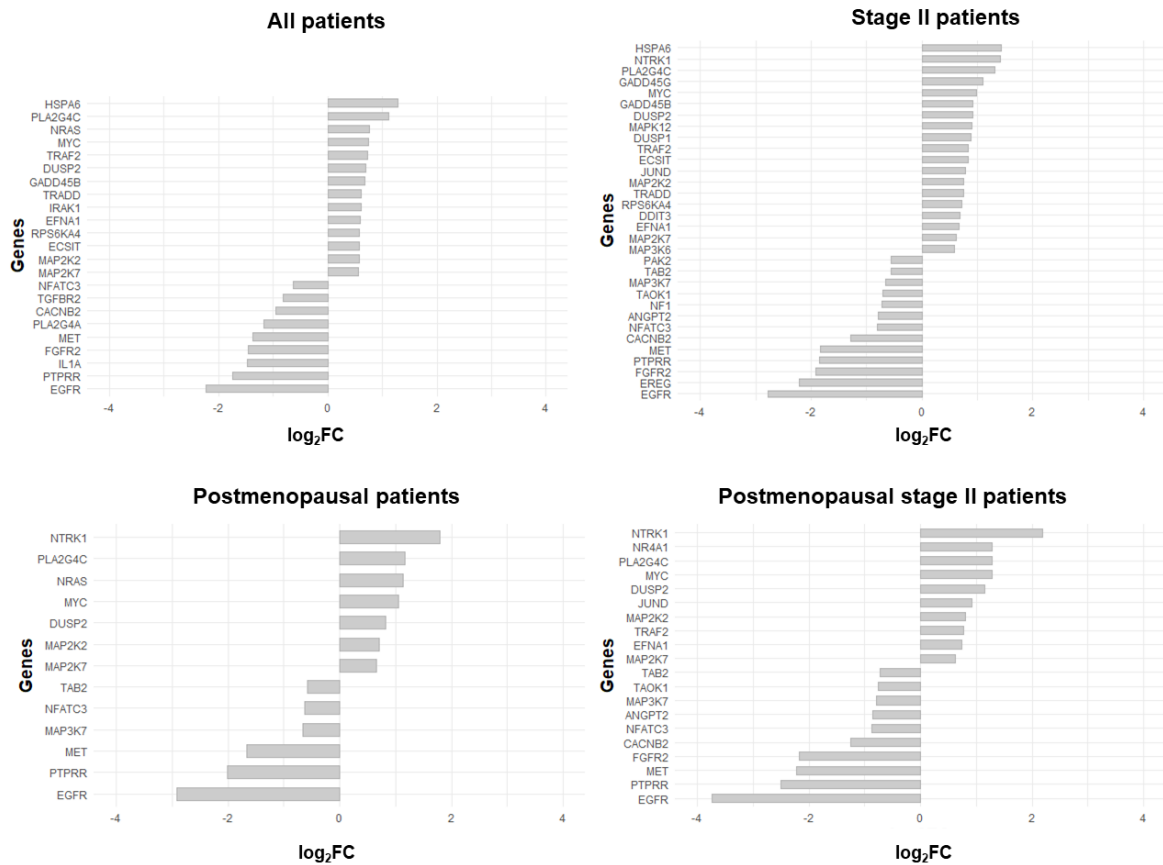 All patients
HSPA6
PLA2G4C
NRAS
MYC
TRAF2
DUSP2
GADD45B
TRADD
IRAK1
EFNA1
RPS6KA4
ECSIT
MAP2K2
MAP2K7
NFATC3
TGFBR2
CACNB2
PLA2G4A
MET
FGFR2
IL1A
PTPRR
EGFR
Genes
-4 -2 0 2 4
log₂FC
Stage II patients
HSPA6
NTRK1
PLA2G4C
GADD45G
MYC
GADD45B
DUSP2
MAPK12
DUSP1
TRAF2
ECSIT
JUND
MAP2K2
TRADD
RPS6KA4
DDIT3
EFNA1
MAP2K7
MAP3K6
PAK2
TAB2
MAP3K7
TAOK1
NF1
ANGPT2
NFATC3
CACNB2
MET
PTPRR
FGFR2
EREG
EGFR
Genes
-4 -2 0 2 4
log₂FC
Postmenopausal patients
NTRK1
PLA2G4C
NRAS
MYC
DUSP2
MAP2K2
MAP2K7
TAB2
NFATC3
MAP3K7
MET
PTPRR
EGFR
Genes
-4 -2 0 2 4
log₂FC
Postmenopausal stage II patients
NTRK1
NR4A1
PLA2G4C
MYC
DUSP2
JUND
MAP2K2
TRAF2
EFNA1
MAP2K7
TAB2
TAOK1
MAP3K7
ANGPT2
NFATC3
CACNB2
FGFR2
MET
PTPRR
EGFR
Genes
-4 -2 0 2 4
log₂FC